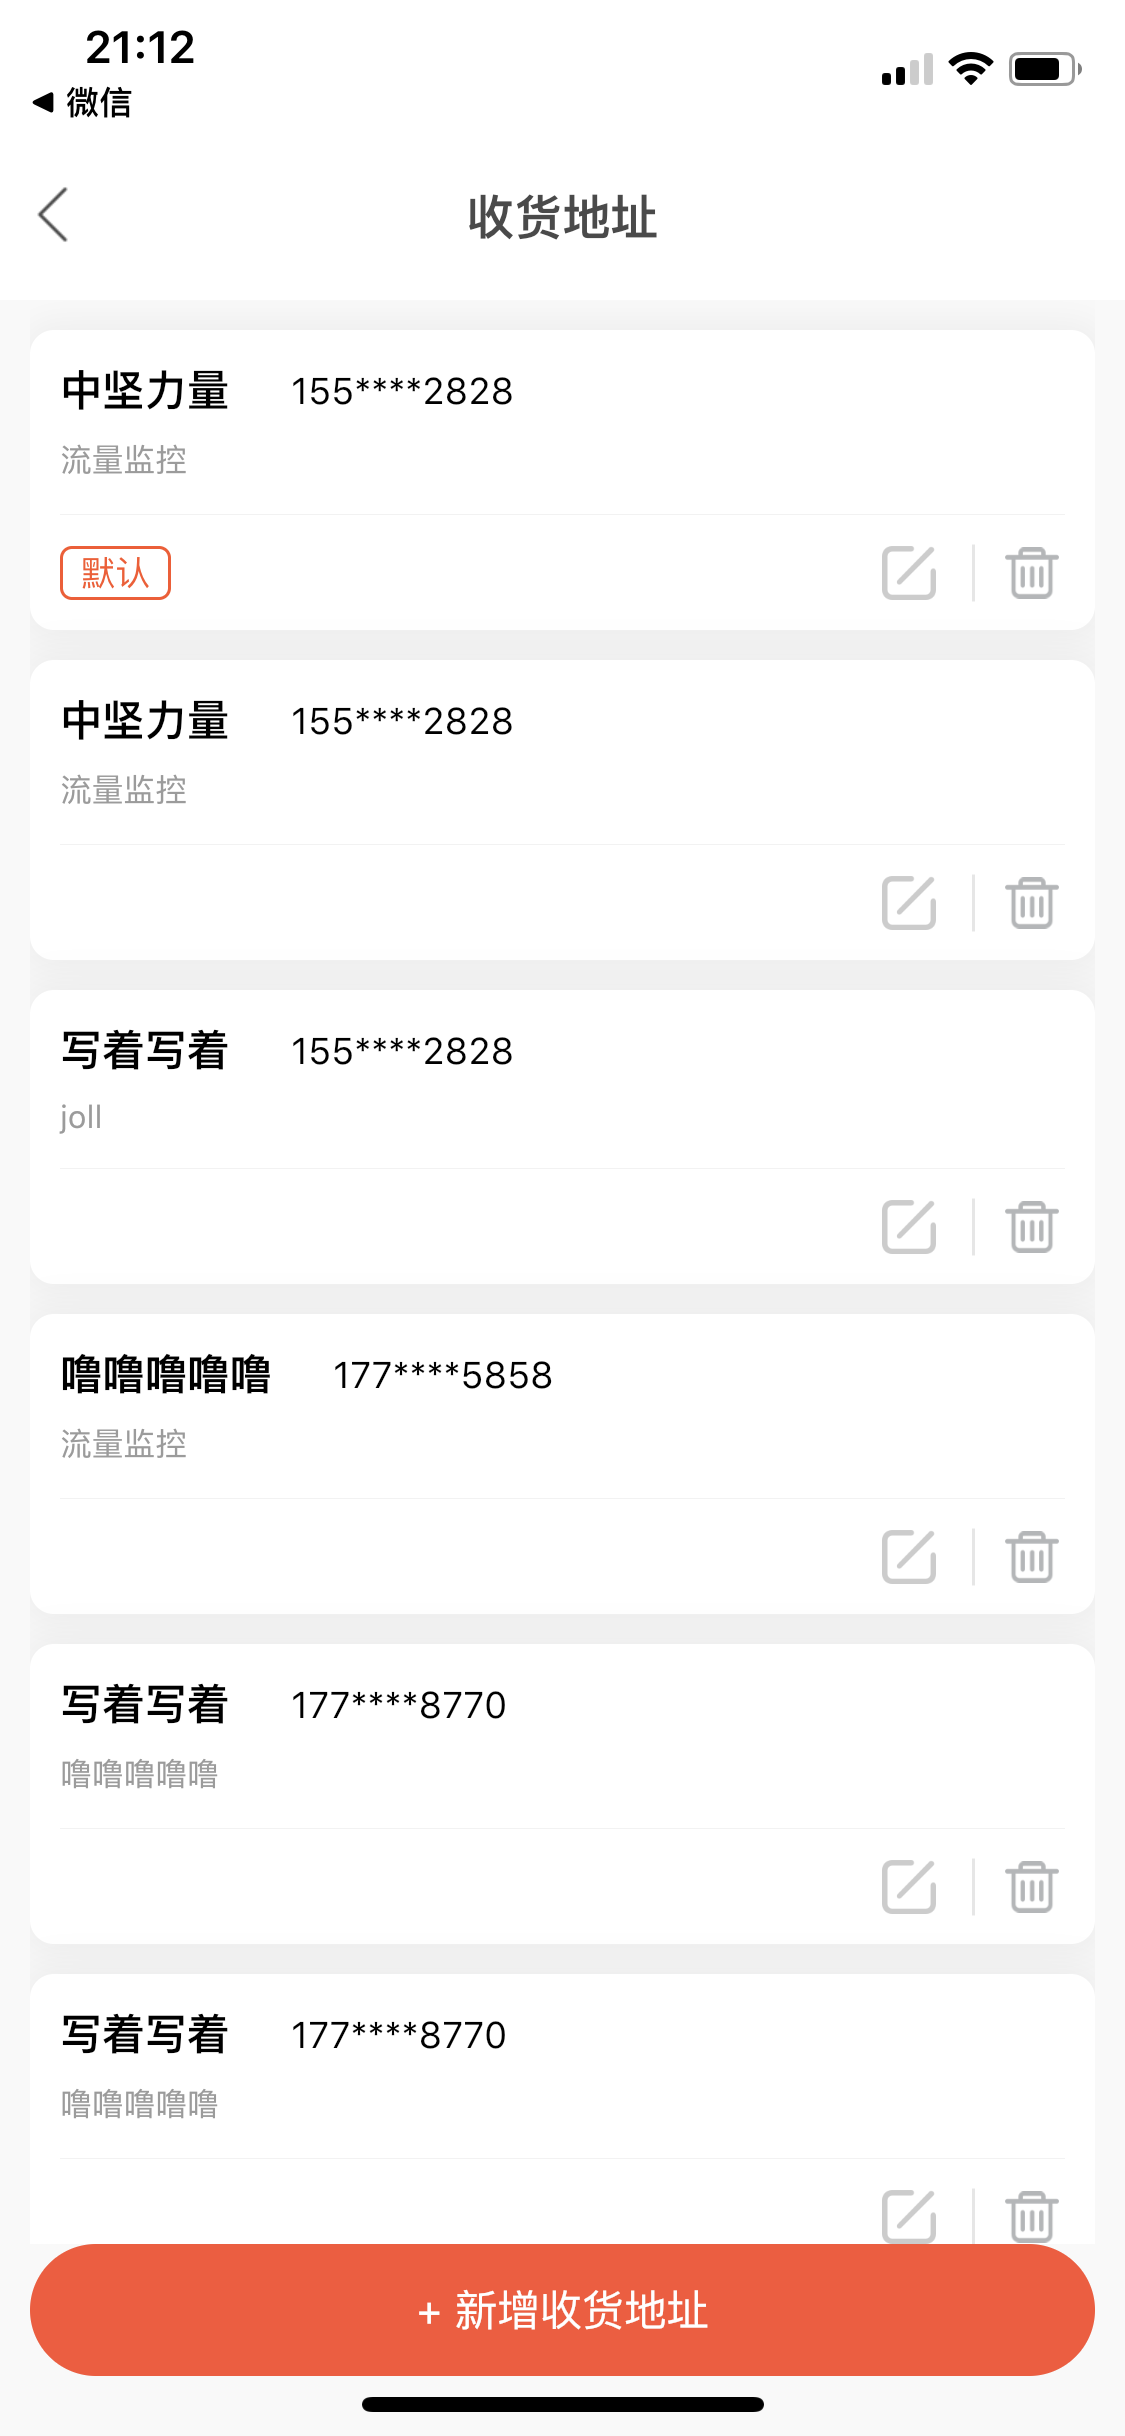 21:12
微信
收货地址
中坚力量 155****2828
流量监控
默认
中坚力量 155****2828
流量监控
写着写着 155****2828
joll
噜噜噜噜噜 177****5858
流量监控
写着写着 177****8770
噜噜噜噜噜
写着写着 177****8770
噜噜噜噜噜
+ 新增收货地址